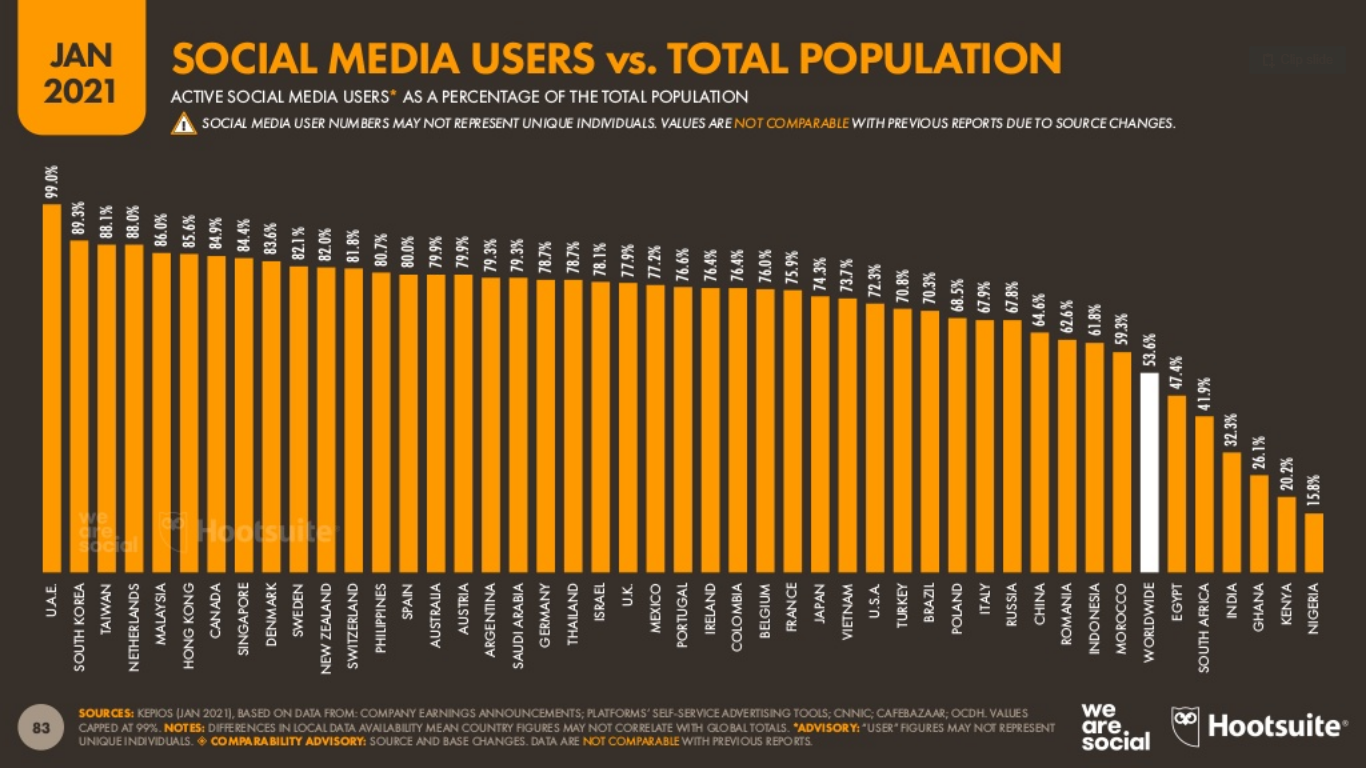 JAN
2021
SOCIAL MEDIA USERS vs. TOTAL POPULATION
ACTIVE SOCIAL MEDIA USERS* AS A PERCENTAGE OF THE TOTAL POPULATION
SOCIAL MEDIA USER NUMBERS MAY NOT REPRESENT UNIQUE INDIVIDUALS. VALUES ARE NOT COMPARABLE WITH PREVIOUS REPORTS DUE TO SOURCE CHANGES.
99.0%
89.3%
88.1%
88.0%
86.0%
85.6%
84.9%
84.4%
83.6%
82.1%
82.0%
81.8%
80.7%
80.0%
79.9%
79.9%
79.3%
79.3%
78.7%
78.7%
78.1%
77.9%
77.2%
76.6%
76.4%
76.4%
76.0%
75.9%
74.3%
73.7%
72.3%
70.8%
70.3%
68.5%
67.9%
67.8%
64.6%
62.6%
61.8%
59.3%
53.6%
47.4%
41.9%
32.3%
26.1%
20.2%
15.8%
we
are
social
Hootsuite
U.A.E.
SOUTH KOREA
TAIWAN
NETHERLANDS
MALAYSIA
HONG KONG
CANADA
SINGAPORE
DENMARK
SWEDEN
NEW ZEALAND
SWITZERLAND
PHILIPPINES
SPAIN
AUSTRALIA
AUSTRIA
ARGENTINA
SAUDI ARABIA
GERMANY
THAILAND
ISRAEL
U.K.
MEXICO
PORTUGAL
IRELAND
COLOMBIA
BELGIUM
FRANCE
JAPAN
VIETNAM
U.S.A.
TURKEY
BRAZIL
POLAND
ITALY
RUSSIA
CHINA
ROMANIA
INDONESIA
MOROCCO
WORLDWIDE
EGYPT
SOUTH AFRICA
INDIA
GHANA
KENYA
NIGERIA
83
SOURCES: KEPIOS (JAN 2021), BASED ON DATA FROM: COMPANY EARNINGS ANNOUNCEMENTS; PLATFORMS' SELF-SERVICE ADVERTISING TOOLS; CNNIC; CAFEBAZAAR; OCDH. VALUES
CAPPED AT 99%. NOTES: DIFFERENCES IN LOCAL DATA AVAILABILITY MEAN COUNTRY FIGURES MAY NOT CORRELATE WITH GLOBAL TOTALS. *ADVISORY: "USER" FIGURES MAY NOT REPRESENT
UNIQUE INDIVIDUALS. ◈ COMPARABILITY ADVISORY: SOURCE AND BASE CHANGES. DATA ARE NOT COMPARABLE WITH PREVIOUS REPORTS.
we
are
social
Hootsuite®